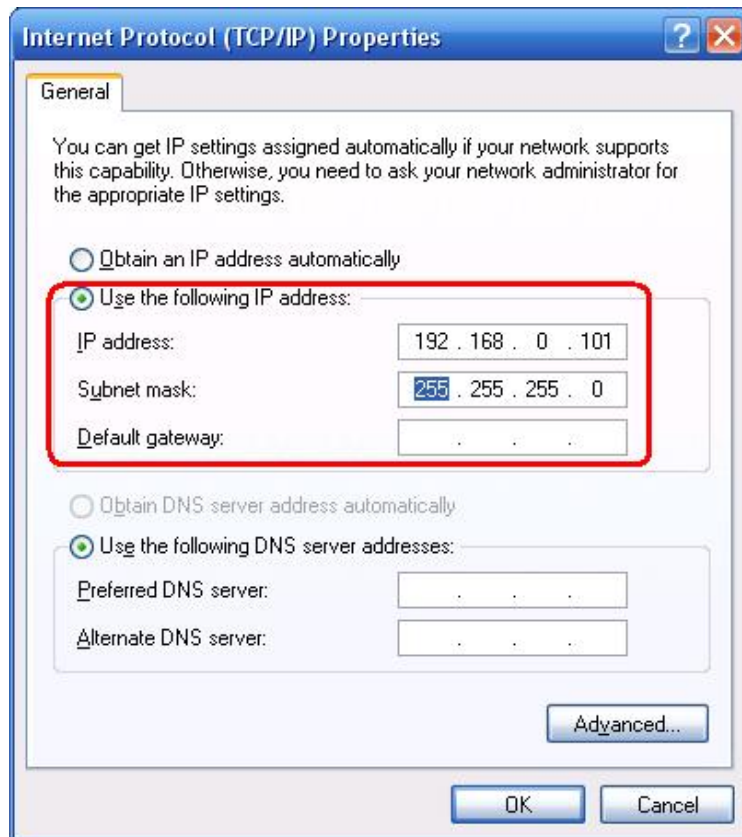 Internet Protocol (TCP/IP) Properties
General
You can get IP settings assigned automatically if your network supports
this capability. Otherwise, you need to ask your network administrator for
the appropriate IP settings.
Obtain an IP address automatically
Use the following IP address:
IP address: 192 . 168 . 0 . 101
Subnet mask: 255 . 255 . 255 . 0
Default gateway: . . .
Obtain DNS server address automatically
Use the following DNS server addresses:
Preferred DNS server: . . .
Alternate DNS server: . . .
Advanced...
OK Cancel